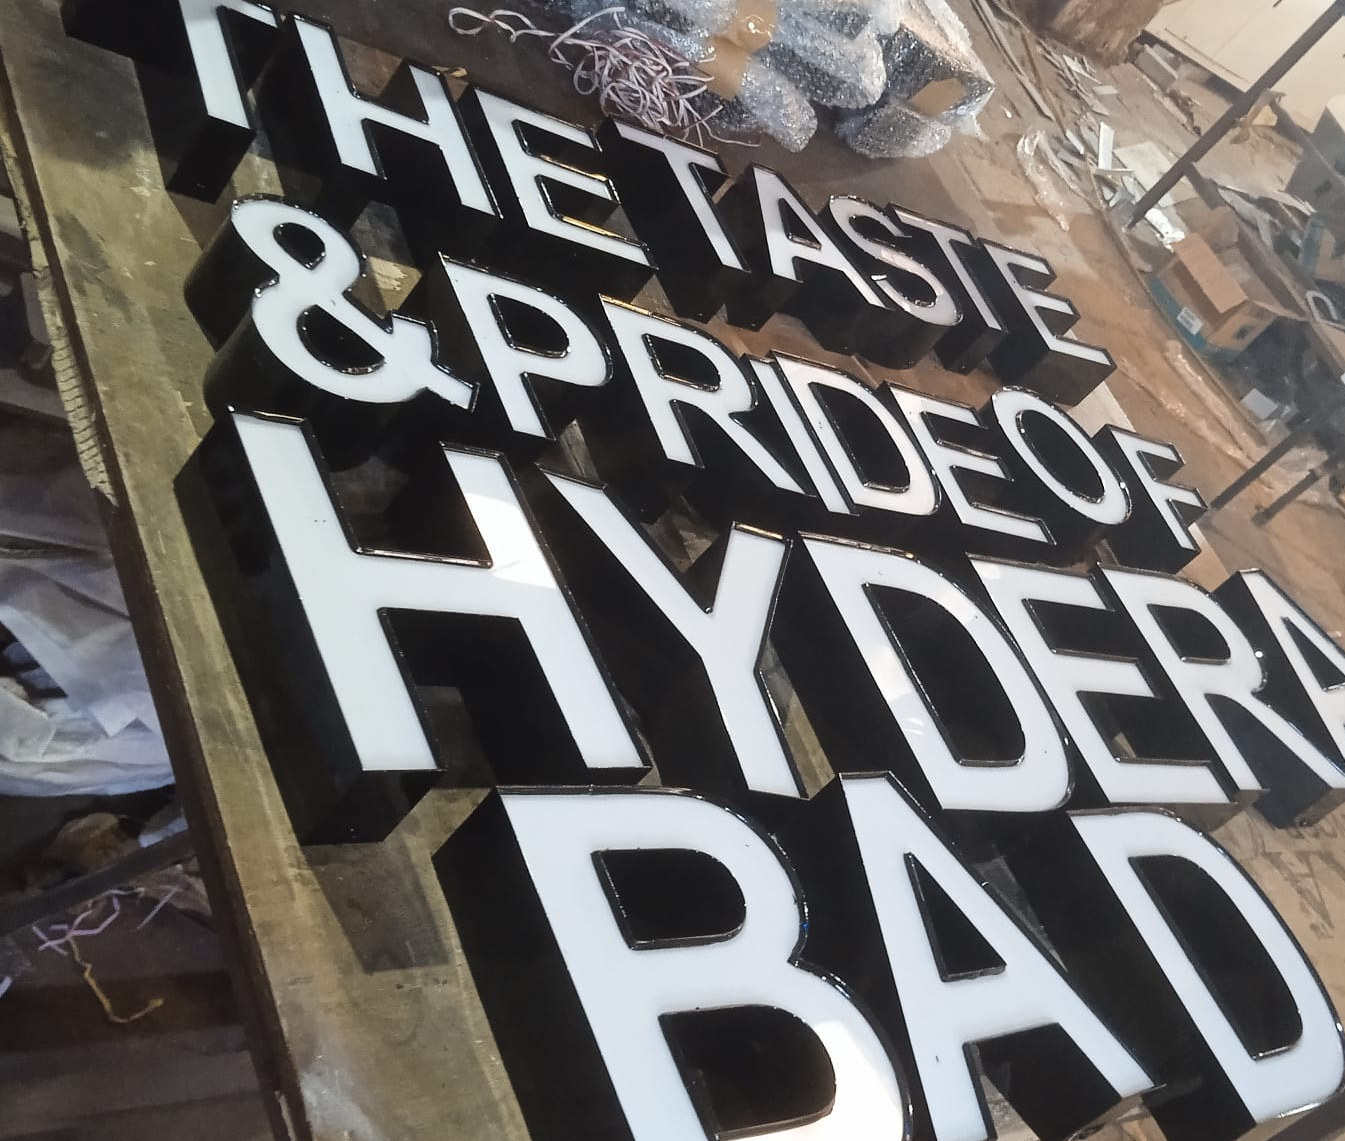 THE TASTE
& PRIDE OF
HYDERA
BAD